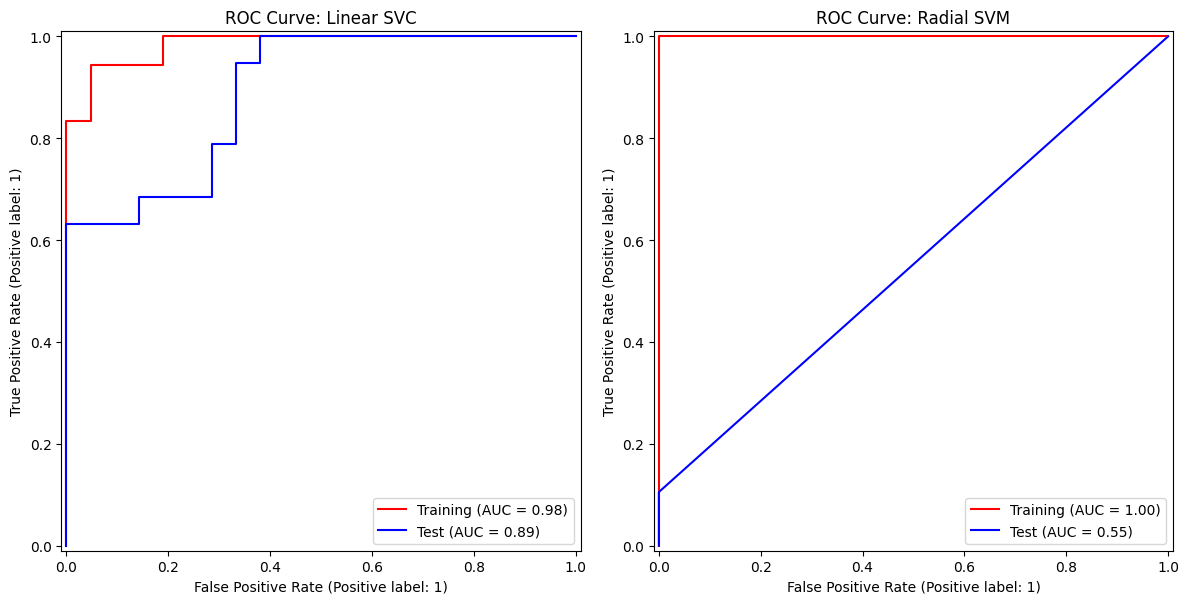 ROC Curve: Linear SVC
True Positive Rate (Positive label: 1)
1.0
0.8
0.6
0.4
0.2
0.0
0.0 0.2 0.4 0.6 0.8 1.0
False Positive Rate (Positive label: 1)
Training (AUC = 0.98)
Test (AUC = 0.89)
ROC Curve: Radial SVM
True Positive Rate (Positive label: 1)
1.0
0.8
0.6
0.4
0.2
0.0
0.0 0.2 0.4 0.6 0.8 1.0
False Positive Rate (Positive label: 1)
Training (AUC = 1.00)
Test (AUC = 0.55)